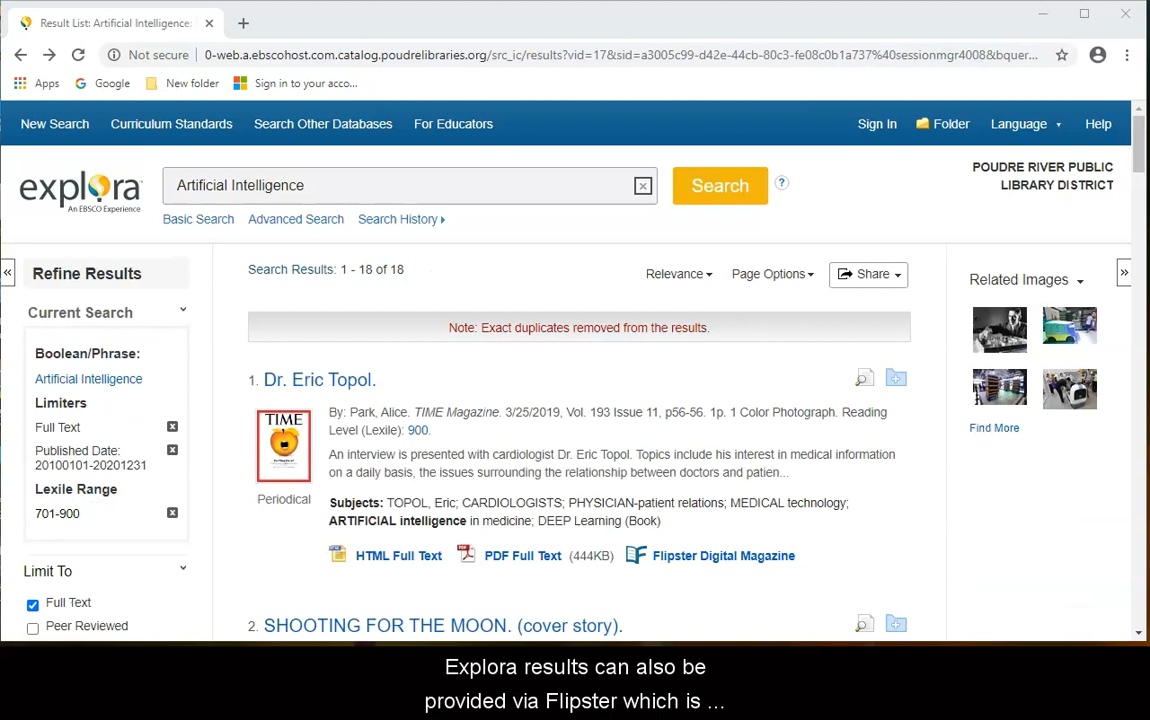 Result List: Artificial Intelligence:
Not secure 0-web.a.ebscohost.com.catalog.poudrelibraries.org/src_ic/results?vid=17&sid=a3005c99-d42e-44cb-80c3-fe08c0b1a737%40sessionmgr4008&bquer...
Apps Google New folder Sign in to your acco...
New Search Curriculum Standards Search Other Databases For Educators Sign In Folder Language Help
explora
An EBSCO Experience
Artificial Intelligence
Search
?
POUDRE RIVER PUBLIC
LIBRARY DISTRICT
Basic Search Advanced Search Search History
Refine Results
Current Search
Boolean/Phrase:
Artificial Intelligence
Limiters
Full Text
Published Date:
20100101-20201231
Lexile Range
701-900
Limit To
Full Text
Peer Reviewed
Search Results: 1 - 18 of 18
Relevance Page Options Share
Note: Exact duplicates removed from the results.
1. Dr. Eric Topol.
TIME
Periodical
By: Park, Alice. TIME Magazine. 3/25/2019, Vol. 193 Issue 11, p56-56. 1p. 1 Color Photograph. Reading
Level (Lexile): 900.
An interview is presented with cardiologist Dr. Eric Topol. Topics include his interest in medical information
on a daily basis, the issues surrounding the relationship between doctors and patien...
Subjects: TOPOL, Eric; CARDIOLOGISTS; PHYSICIAN-patient relations; MEDICAL technology;
ARTIFICIAL intelligence in medicine; DEEP Learning (Book)
HTML Full Text PDF Full Text (444KB) Flipster Digital Magazine
2. SHOOTING FOR THE MOON. (cover story).
Related Images
Find More
Explora results can also be
provided via Flipster which is ...